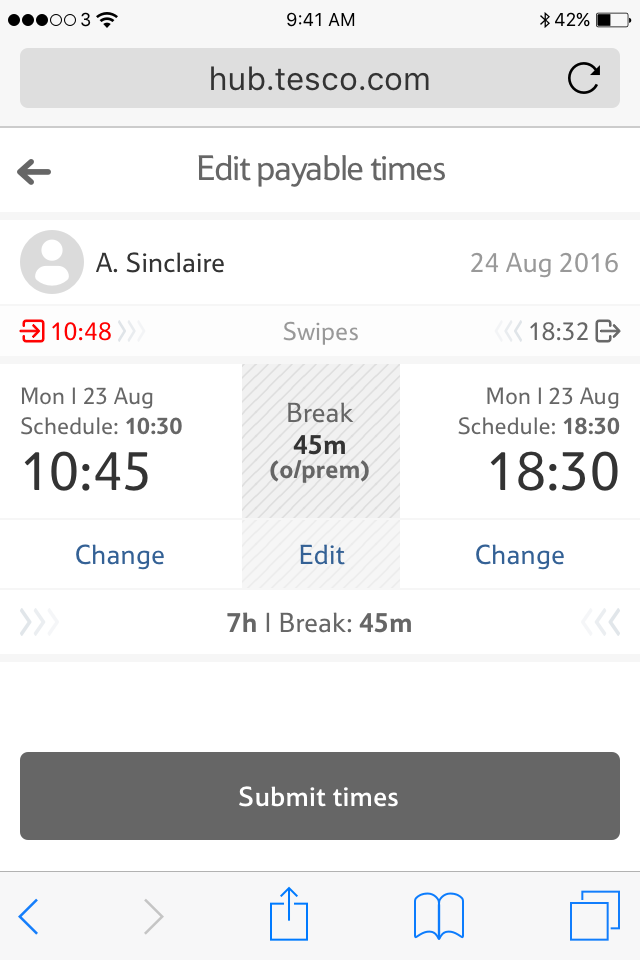 3 9:41 AM 42%
hub.tesco.com
Edit payable times
A. Sinclaire 24 Aug 2016
10:48 Swipes 18:32
Mon | 23 Aug
Schedule: 10:30
10:45
Break
45m
(o/prem)
Mon | 23 Aug
Schedule: 18:30
18:30
Change Edit Change
7h | Break: 45m
Submit times